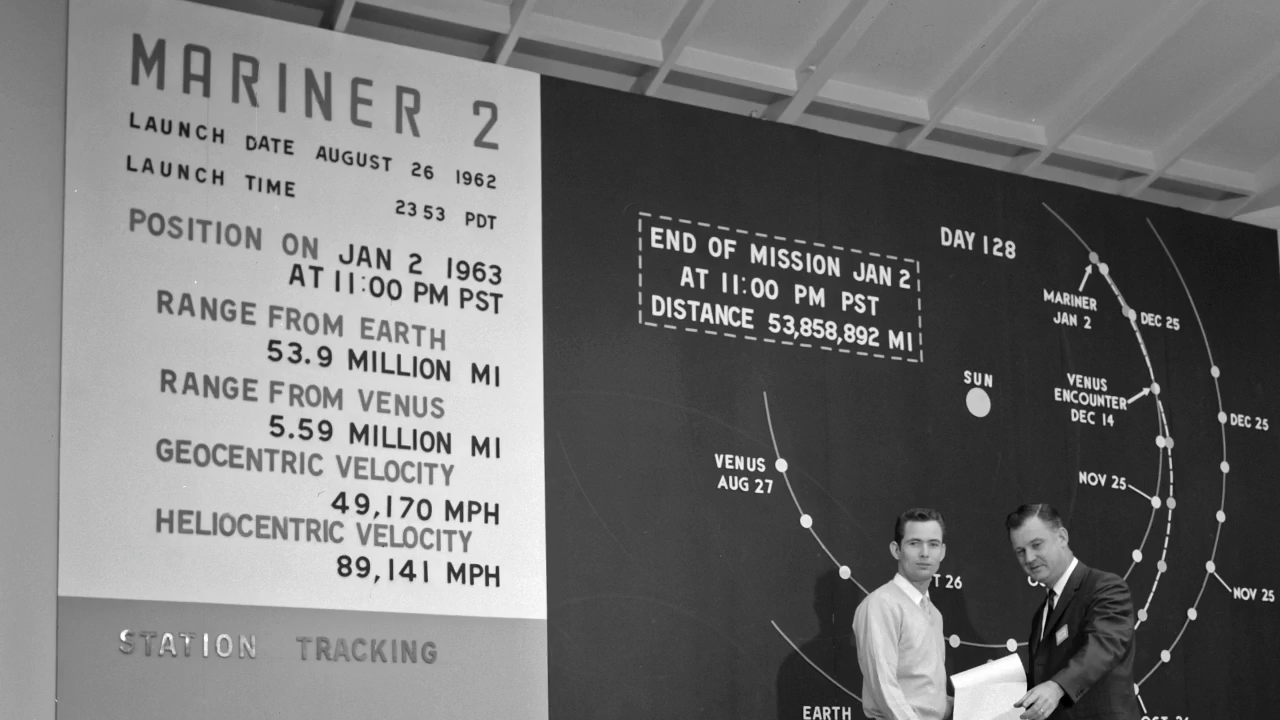 MARINER 2
LAUNCH DATE AUGUST 26 1962
LAUNCH TIME 2353 PDT
POSITION ON JAN 2 1963
AT 11:00 PM PST
RANGE FROM EARTH
53.9 MILLION MI
RANGE FROM VENUS
5.59 MILLION MI
GEOCENTRIC VELOCITY
49,170 MPH
HELIOCENTRIC VELOCITY
89,141 MPH
STATION TRACKING
END OF MISSION JAN 2
AT 11:00 PM PST
DISTANCE 53,858,892 MI
DAY 128
MARINER
JAN 2
DEC 25
SUN
VENUS
ENCOUNTER
DEC 14
DEC 25
VENUS
AUG 27
NOV 25
26
NOV 25
EARTH